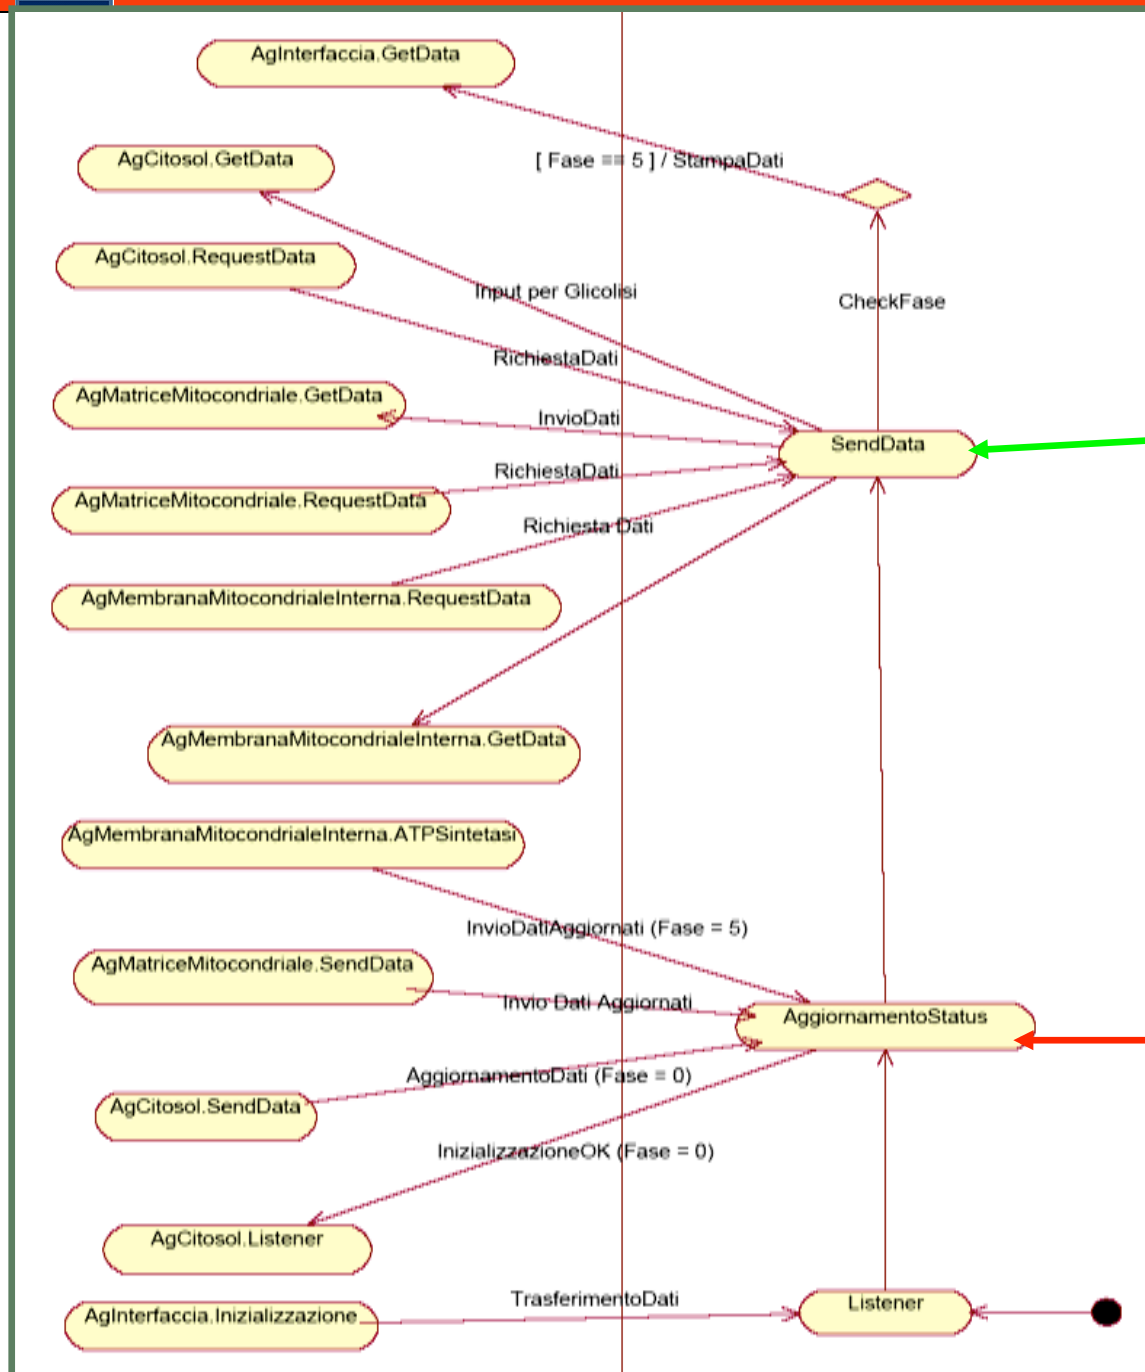 AgInterfaccia.GetData
AgCitosol.GetData
[ Fase == 5 ] / StampaDati
AgCitosol.RequestData
Input per Glicolisi
CheckFase
RichiestaDati
AgMatriceMitocondriale.GetData
InvioDati
SendData
RichiestaDati
AgMatriceMitocondriale.RequestData
Richiesta Dati
AgMembranaMitocondrialeInterna.RequestData
AgMembranaMitocondrialeInterna.GetData
AgMembranaMitocondrialeInterna.ATPSintetasi
InvioDatiAggiornati (Fase = 5)
AgMatriceMitocondriale.SendData
Invio Dati Aggiornati
AggiornamentoStatus
AggiornamentoDati (Fase = 0)
AgCitosol.SendData
InizializzazioneOK (Fase = 0)
AgCitosol.Listener
TrasferimentoDati
Listener
AgInterfaccia.Inizializzazione